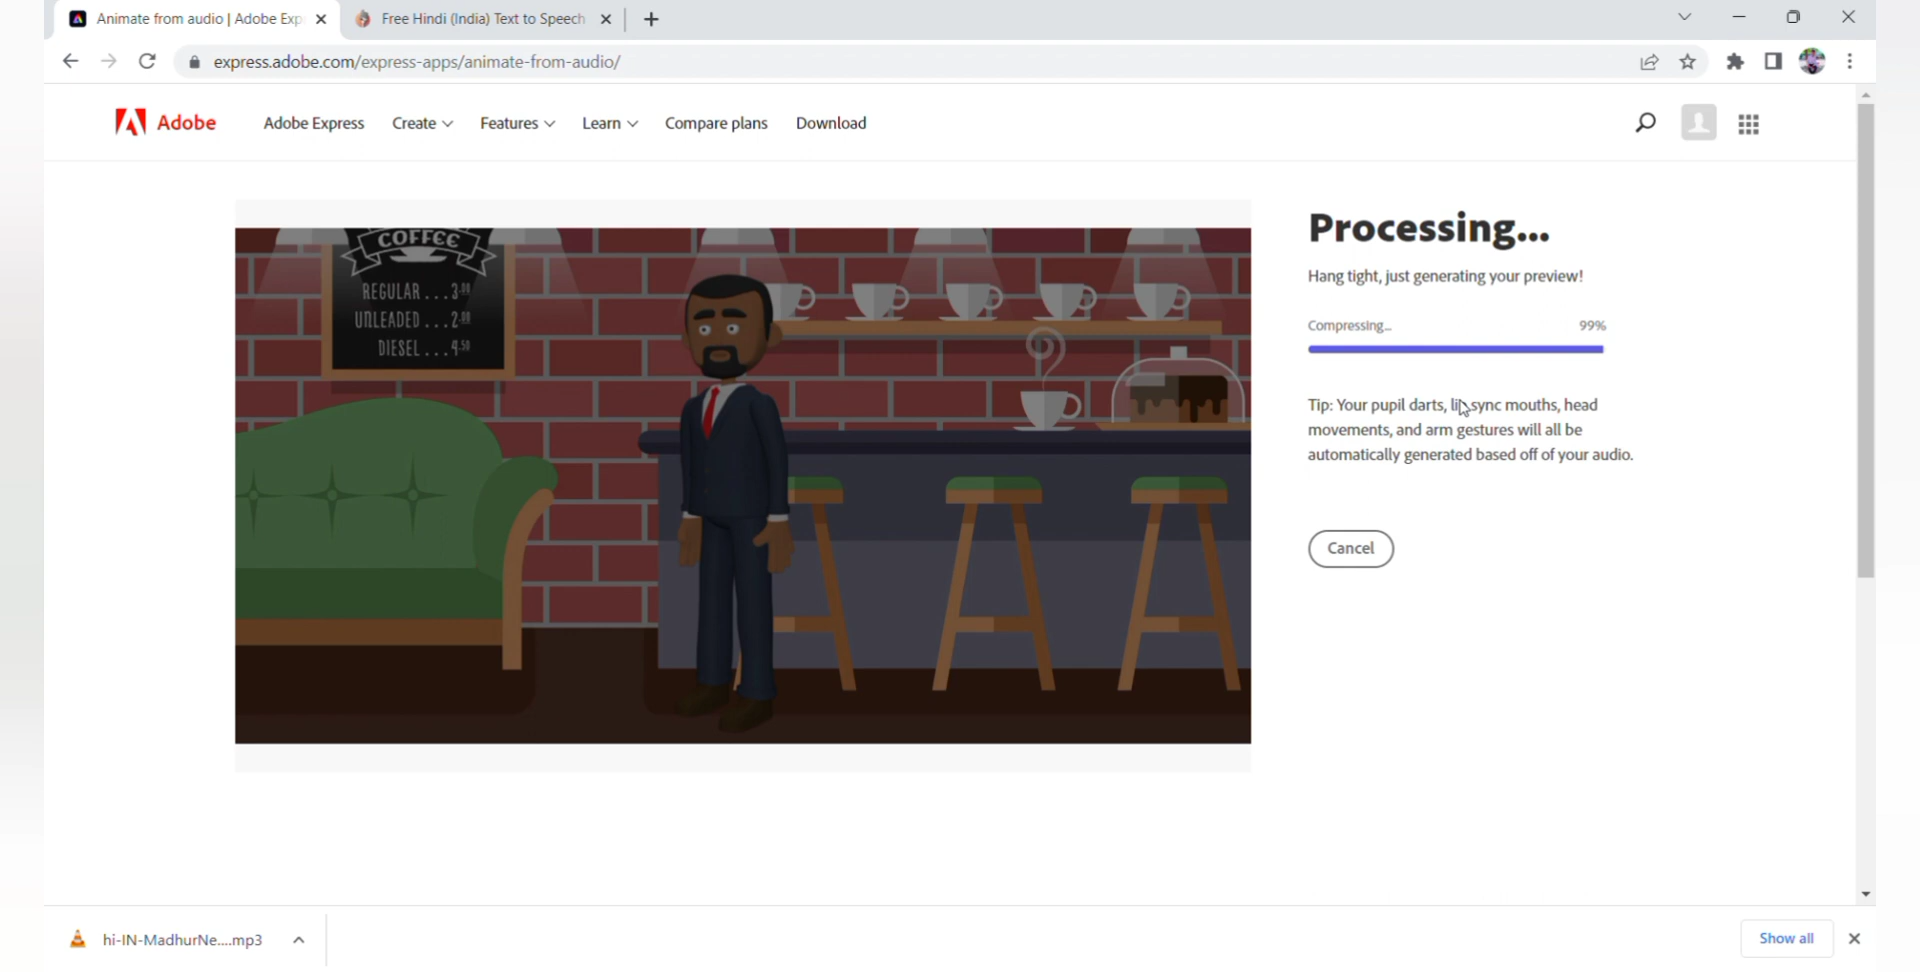 Animate from audio | Adobe Exp
Free Hindi (India) Text to Speech
express.adobe.com/express-apps/animate-from-audio/
Adobe
Adobe Express
Create
Features
Learn
Compare plans
Download
COFFEE
REGULAR...3.00
UNLEADED...2.00
DIESEL...4.50
Processing...
Hang tight, just generating your preview!
Compressing...
99%
Tip: Your pupil darts, lip sync mouths, head
movements, and arm gestures will all be
automatically generated based off of your audio.
Cancel
hi-IN-MadhurNe....mp3
Show all